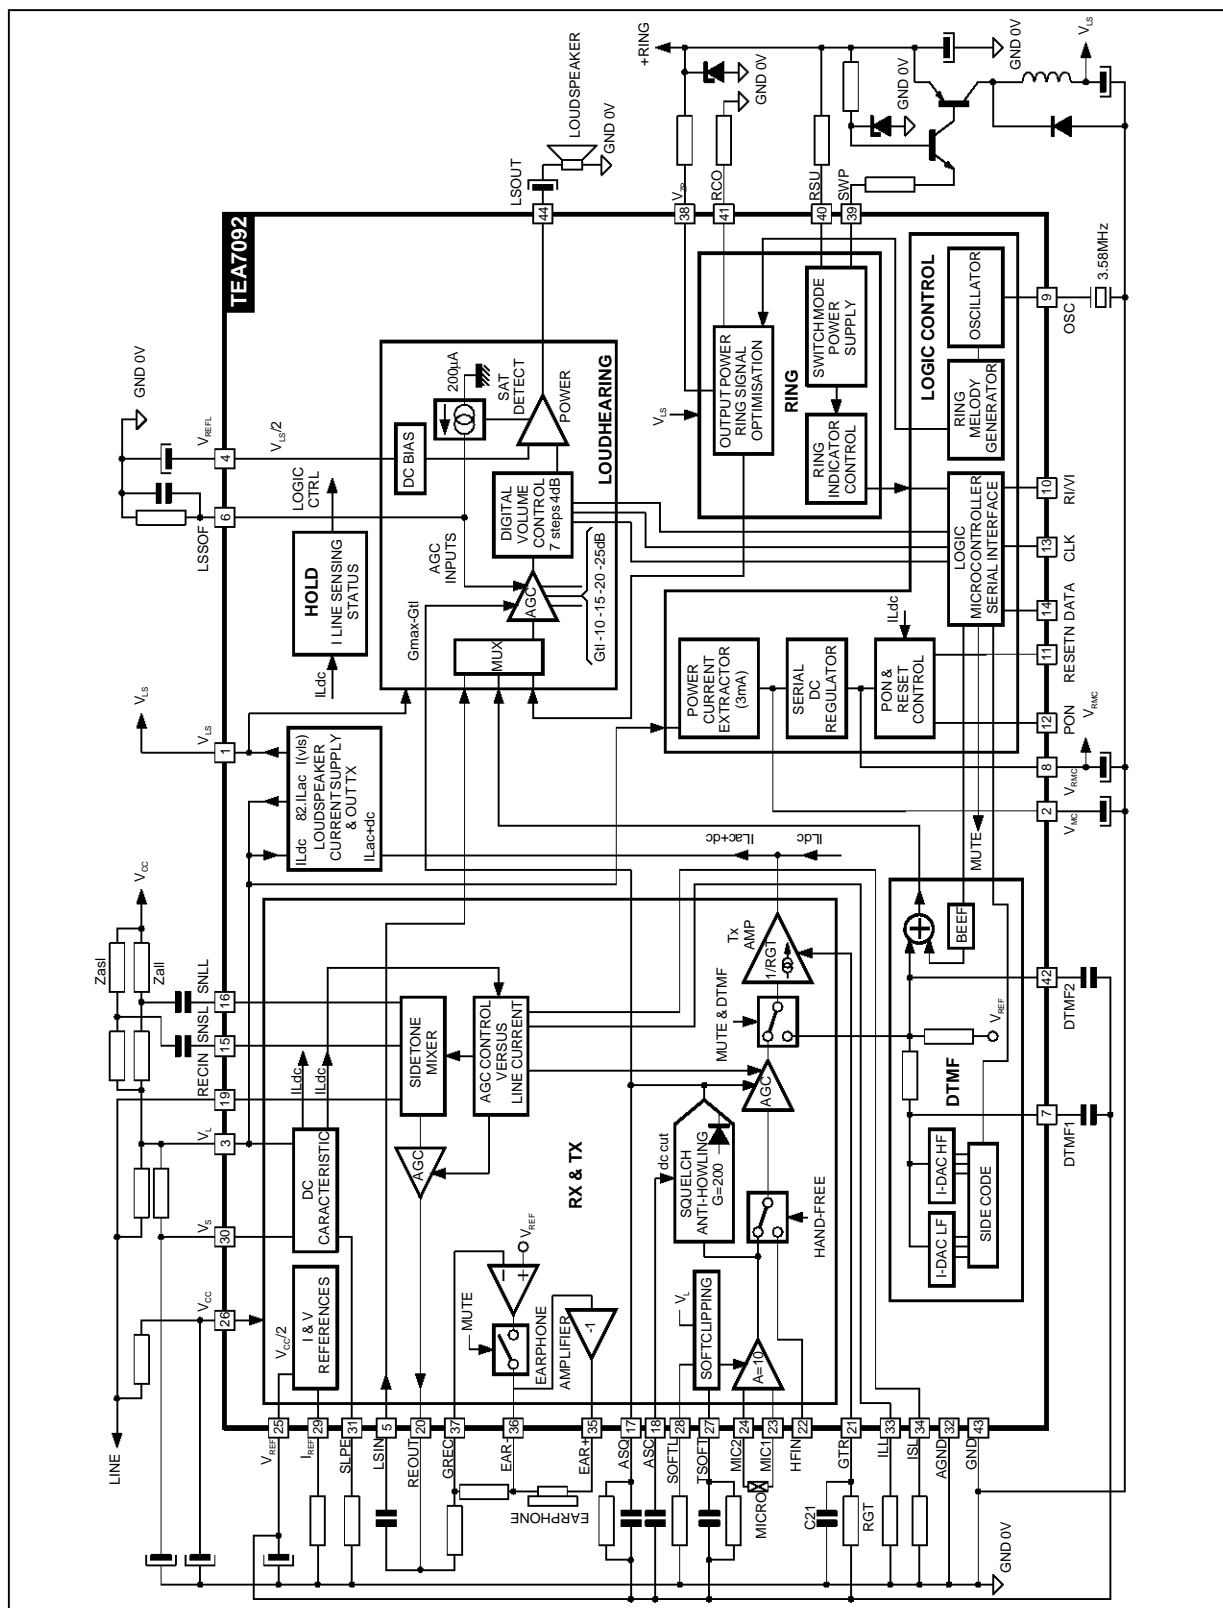 TEA7092
LINE
VCC
VL
VS
VCC
VREF
IREF
SLPE
LSIN
REOUT
GREC
EAR-
EAR+
ASQ
ASC
SOFTL
TSOFT
MIC2
MIC1
HFIN
GTR
ILL
ISL
AGND
GND
25
29
31
5
20
37
36
35
17
18
28
27
24
23
22
21
33
34
32
43
EARPHONE
MICRO
C21
RGT
GND 0V
26
30
3
19
15
16
1
6
4
RECIN
SNSL
SNLL
Zasl
Zall
VCC
VLS
VLS
LSSOF
VREFL
GND 0V
VCC/2
I & V
REFERENCES
DC
CARACTERISTIC
ILdc
ILdc
SIDETONE
MIXER
AGC CONTROL
VERSUS
LINE CURRENT
AGC
RX & TX
MUTE
VREF
EARPHONE
AMPLIFIER
-1
dc cut
SQUELCH
ANTI-HOWLING
G=200
VL
SOFTCLIPPING
A=10
HAND-FREE
AGC
MUTE & DTMF
Tx
AMP
1/RGT
ILac+dc
ILdc
ILdc
82.ILac
I(vls)
LOUDSPEAKER
CURRENT SUPPLY
& OUT TX
ILac+dc
ILdc
HOLD
I LINE SENSING
STATUS
LOGIC
CTRL
VLS/2
Gmax-Gtl
AGC
INPUTS
MUX
AGC
Gtl -10 -15 -20 -25dB
DIGITAL
VOLUME
CONTROL
7 steps 4dB
DC BIAS
200µA
SAT
DETECT
POWER
LOUDHEARING
44
LSOUT
LOUDSPEAKER
GND 0V
+RING
GND 0V
GND 0V
GND 0V
VLS
38
41
40
39
RCO
RSU
SWP
VLS
OUTPUT POWER
RING SIGNAL
OPTIMISATION
RING
SWITCH MODE
POWER
SUPPLY
RING
INDICATOR
CONTROL
LOGIC CONTROL
OSCILLATOR
RING
MELODY
GENERATOR
LOGIC
MICROCONTROLLER
SERIAL INTERFACE
ILdc
POWER
CURRENT
EXTRACTOR
(3mA)
SERIAL
DC
REGULATOR
PON &
RESET
CONTROL
MUTE
9
10
13
14
11
12
8
2
42
7
OSC
3.58MHz
RI/VI
CLK
DATA
RESETN
PON
VRMC
VRMC
VMC
DTMF2
DTMF1
BEEF
VREF
DTMF
I-DAC HF
I-DAC LF
SIDE CODE